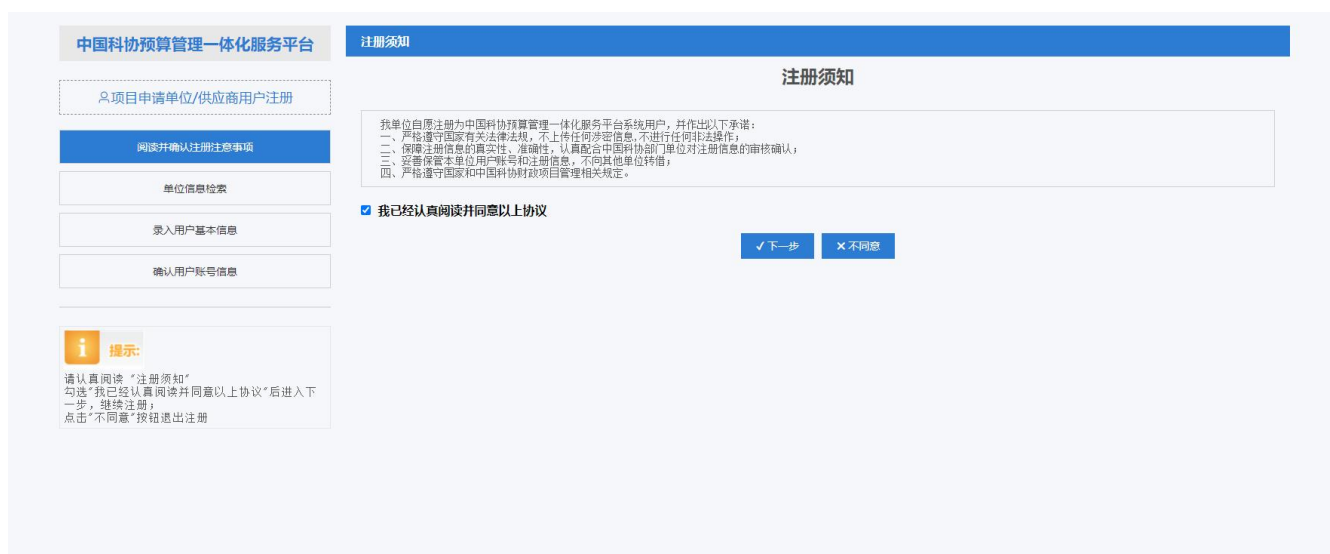 中国科协预算管理一体化服务平台
项目申请单位/供应商用户注册
阅读并确认注册注意事项
单位信息检索
录入用户基本信息
确认用户账号信息
提示:
请认真阅读“注册须知”
勾选“我已经认真阅读并同意以上协议”后进入下
一步，继续注册；
点击“不同意”按钮退出注册
注册须知
注册须知
我单位自愿注册为中国科协预算管理一体化服务平台系统用户，并作出以下承诺：
一、严格遵守国家有关法律法规，不上传任何涉密信息,不进行任何非法操作；
二、保障注册信息的真实性、准确性，认真配合中国科协部门单位对注册信息的审核确认；
三、妥善保管本单位用户账号和注册信息，不向其他单位转借；
四、严格遵守国家和中国科协财政项目管理相关规定。
我已经认真阅读并同意以上协议
下一步 不同意